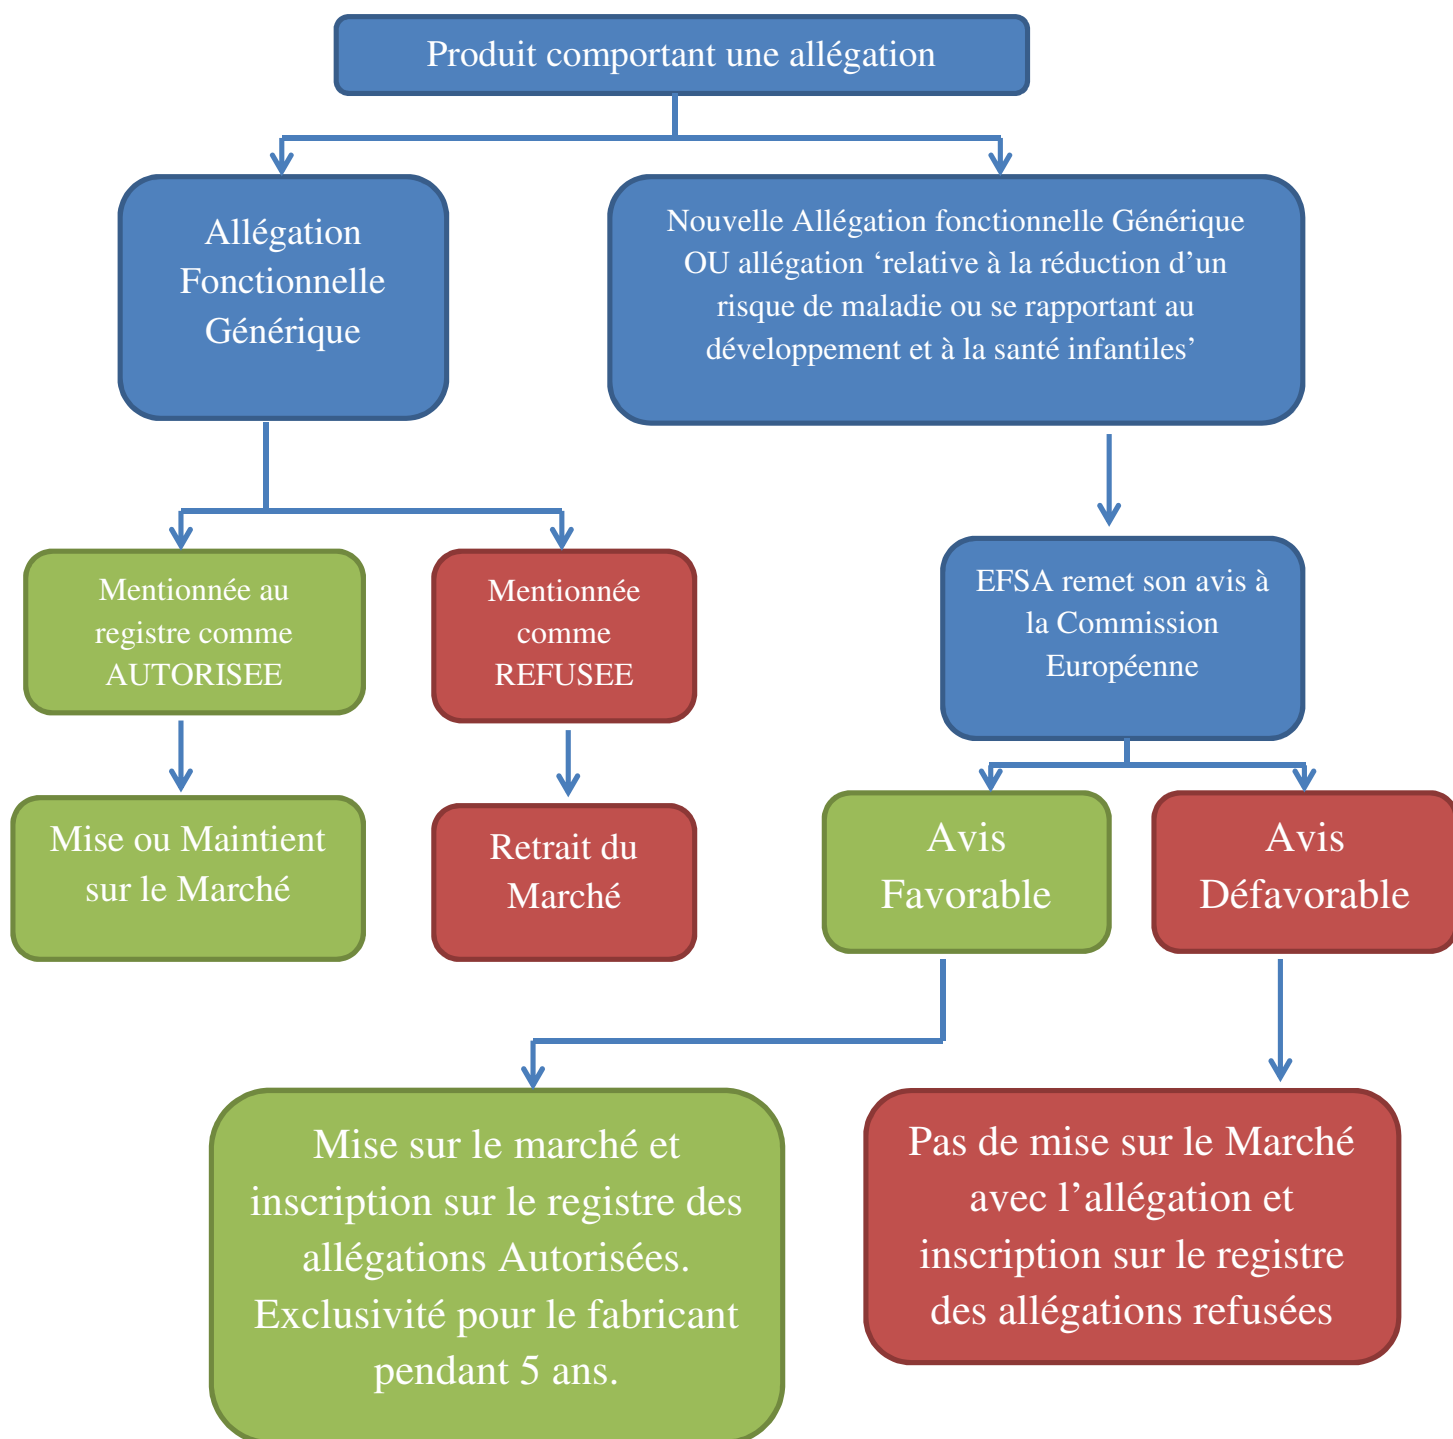 Produit comportant une allégation
Allégation
Fonctionnelle
Générique
Nouvelle Allégation fonctionnelle Générique
OU allégation ‘relative à la réduction d’un
risque de maladie ou se rapportant au
développement et à la santé infantiles’
Mentionnée au
registre comme
AUTORISEE
Mentionnée
comme
REFUSEE
EFSA remet son avis à
la Commission
Européenne
Mise ou Maintient
sur le Marché
Retrait du
Marché
Avis
Favorable
Avis
Défavorable
Mise sur le marché et
inscription sur le registre des
allégations Autorisées.
Exclusivité pour le fabricant
pendant 5 ans.
Pas de mise sur le Marché
avec l’allégation et
inscription sur le registre
des allégations refusées